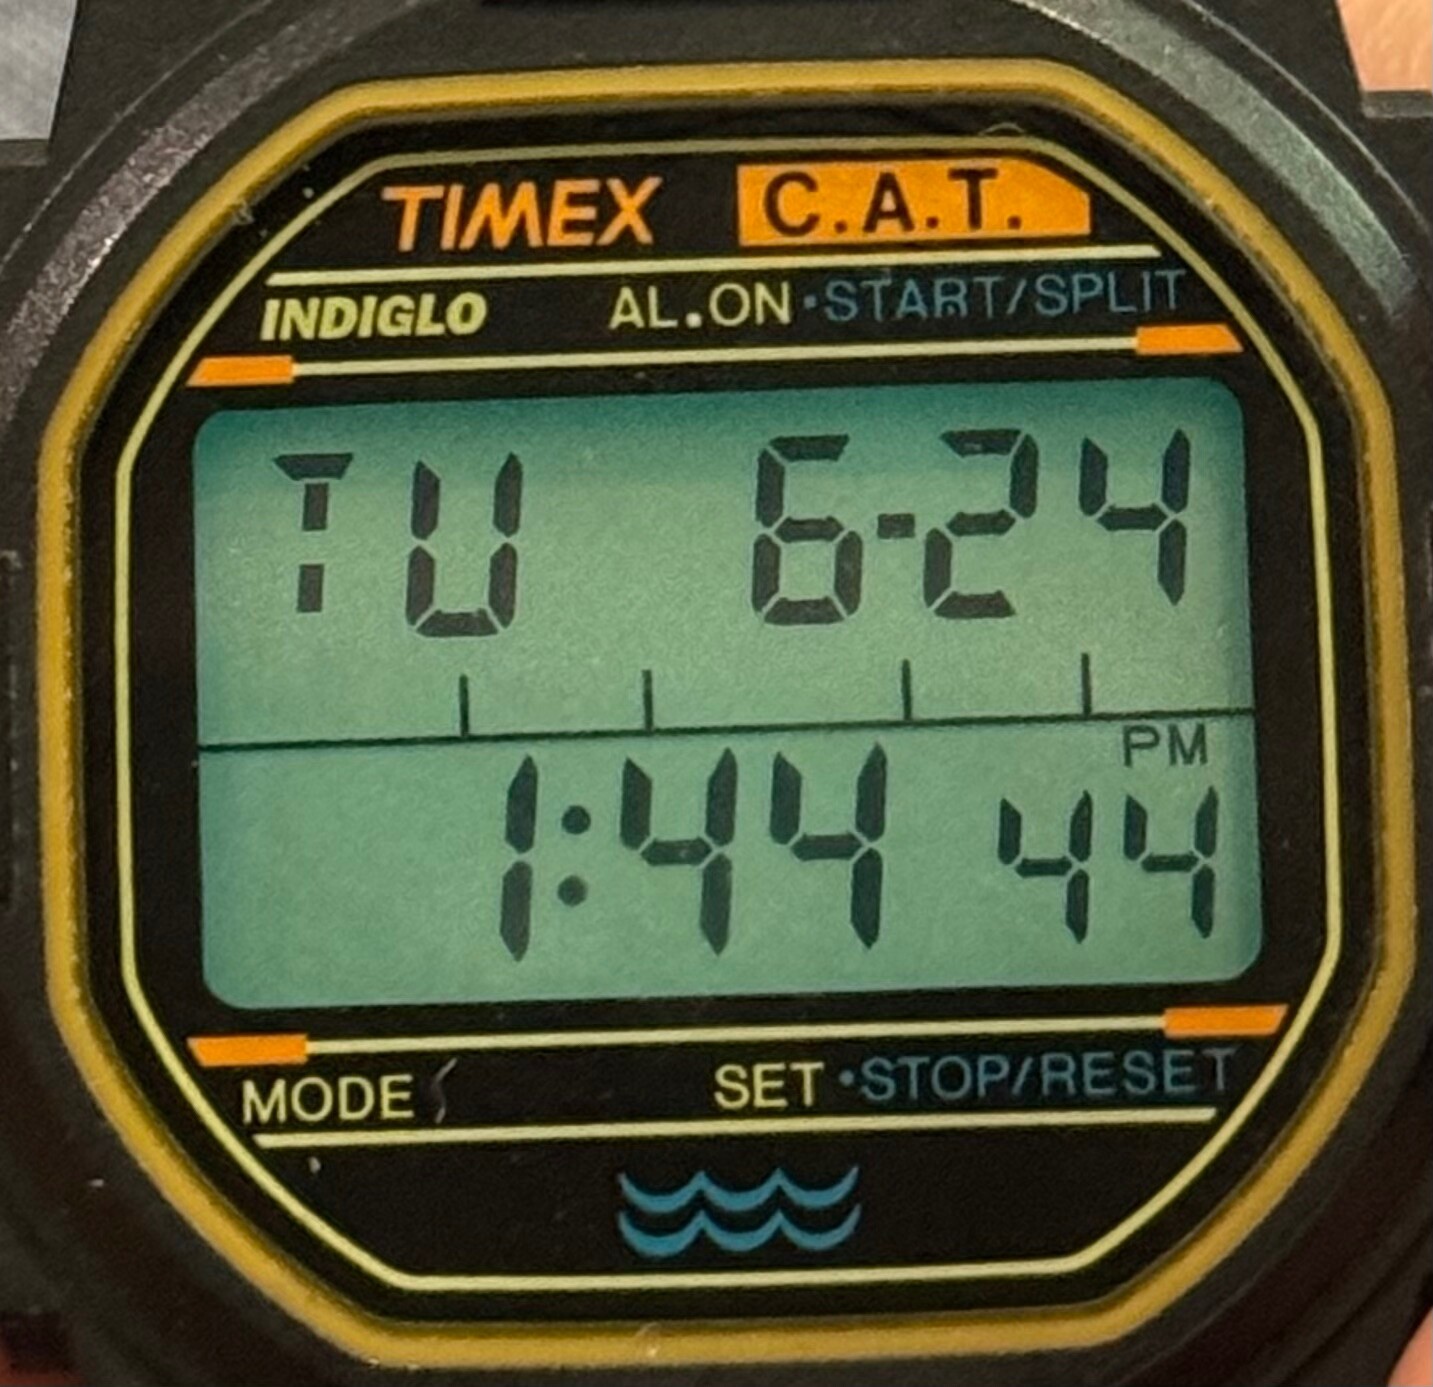 TIMEX C.A.T.
INDIGLO AL.ON •START/SPLIT
TU 6-24
PM
1:44 44
MODE SET •STOP/RESET